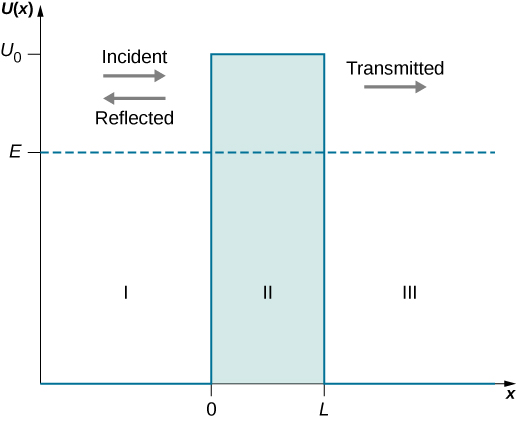 U(x)
U₀
Incident
Reflected
Transmitted
E
I
II
III
0
L
x